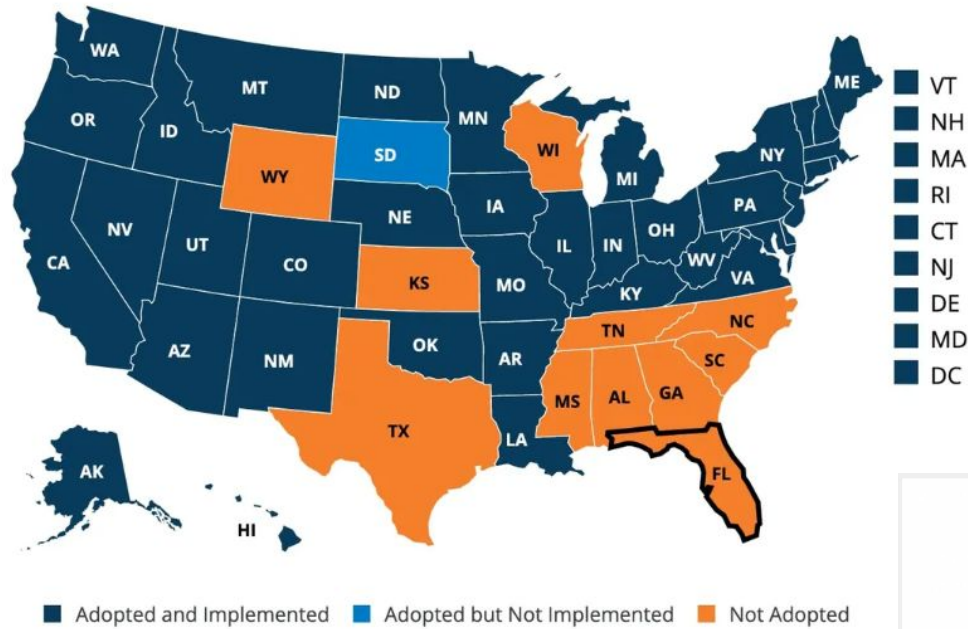 WA
MT
ND
MN
ME
VT
OR
ID
SD
WI
MI
NY
NH
WY
MA
IA
PA
RI
NE
NV
UT
CO
IL
IN
OH
CT
CA
WV
VA
NJ
KS
MO
KY
DE
AZ
NM
OK
AR
TN
NC
MD
SC
DC
MS
AL
GA
TX
LA
FL
AK
HI
Adopted and Implemented
Adopted but Not Implemented
Not Adopted